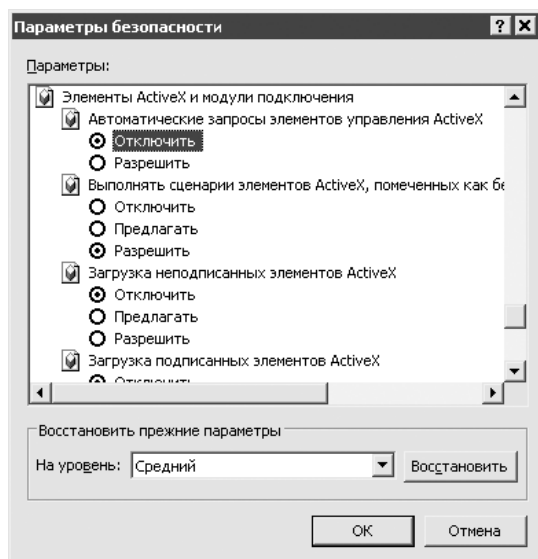 Параметры безопасности
Параметры:
Элементы ActiveX и модули подключения
Автоматические запросы элементов управления ActiveX
Отключить
Разрешить
Выполнять сценарии элементов ActiveX, помеченных как бе
Отключить
Предлагать
Разрешить
Загрузка неподписанных элементов ActiveX
Отключить
Предлагать
Разрешить
Загрузка подписанных элементов ActiveX
Отключить
Восстановить прежние параметры
На уровень: Средний Восстановить
ОК Отмена